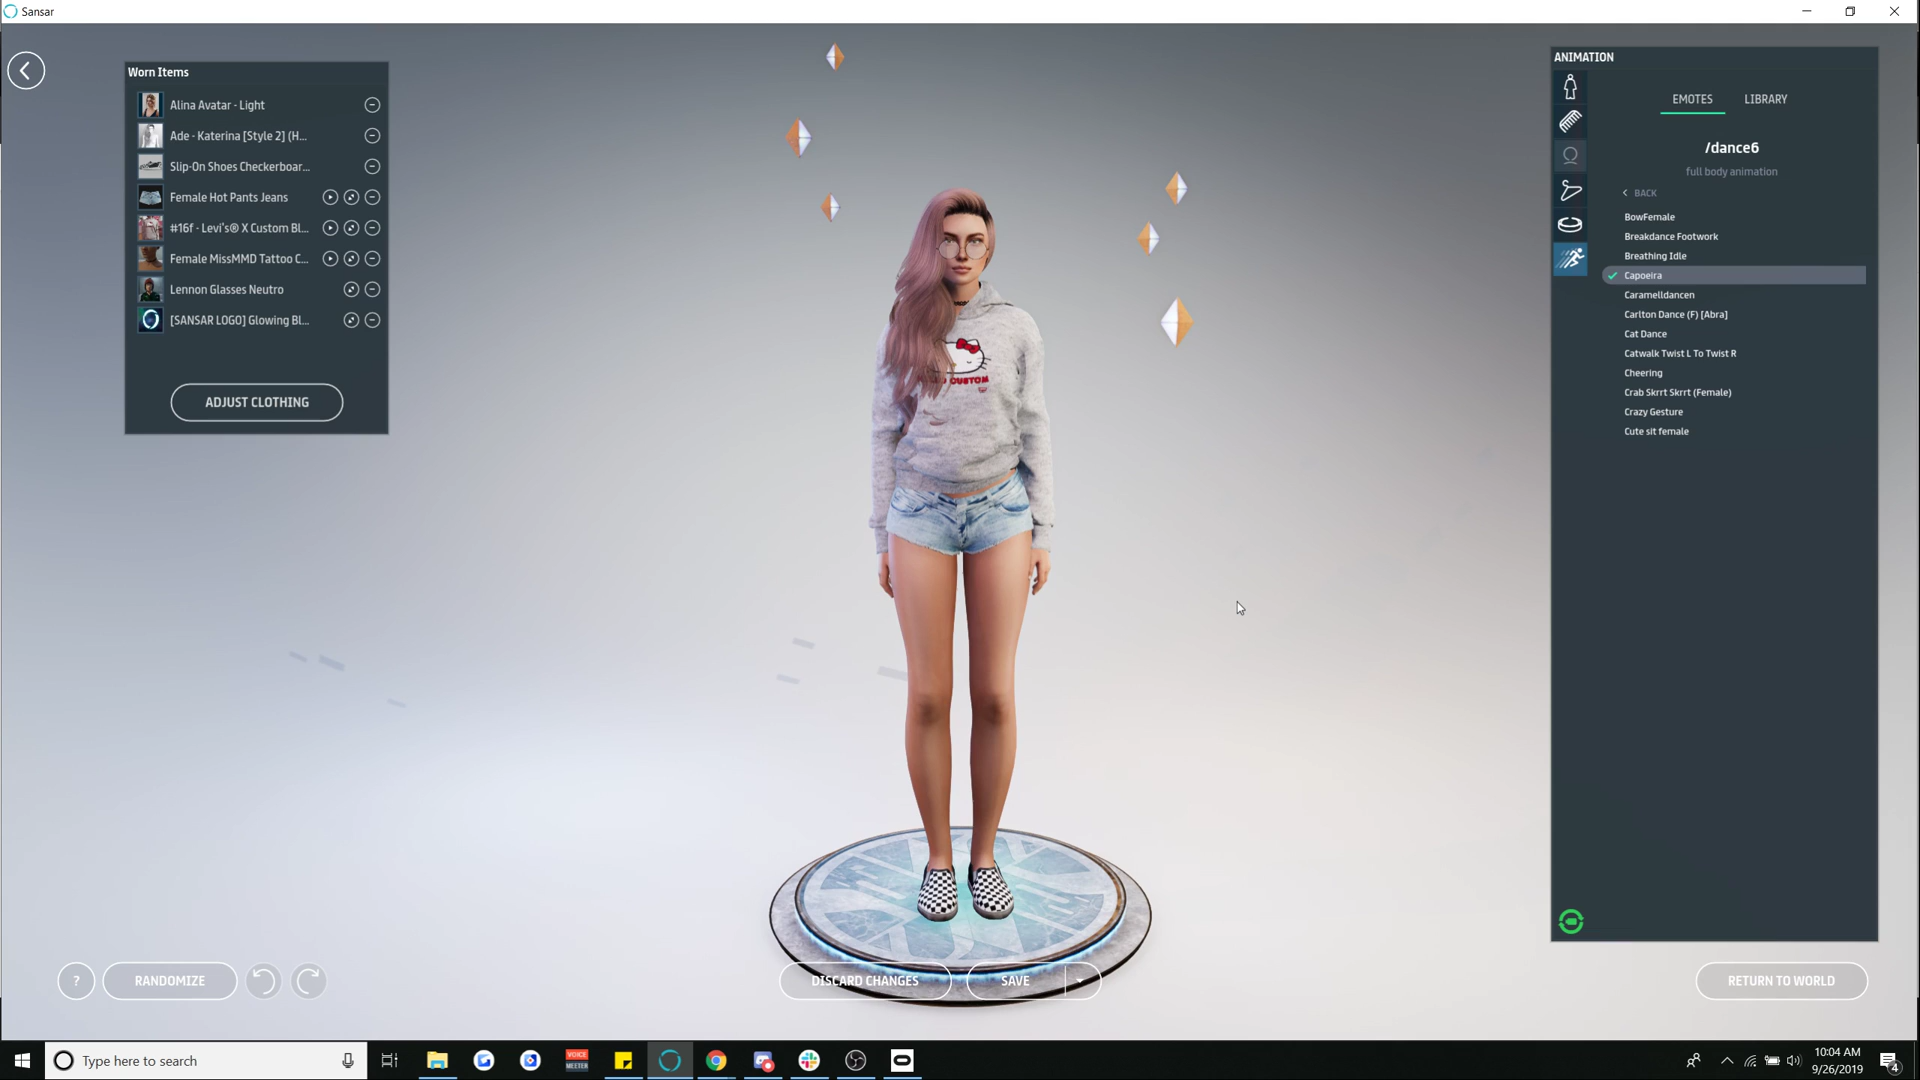 Sansar
Worn Items
Alina Avatar - Light
Ade - Katerina [Style 2] (H...
Slip-On Shoes Checkerboar...
Female Hot Pants Jeans
#16f - Levi's® X Custom Bl...
Female MissMMD Tattoo C...
Lennon Glasses Neutro
[SANSAR LOGO] Glowing Bl...
ADJUST CLOTHING
CUSTOM
ANIMATION
EMOTES LIBRARY
/dance6
full body animation
BACK
BowFemale
Breakdance Footwork
Breathing Idle
Capoeira
Caramelldancen
Carlton Dance (F) [Abra]
Cat Dance
Catwalk Twist L To Twist R
Cheering
Crab Skrrt Skrrt (Female)
Crazy Gesture
Cute sit female
? RANDOMIZE
DISCARD CHANGES SAVE
RETURN TO WORLD
Type here to search
VOICE
MEETER
10:04 AM
9/26/2019
4